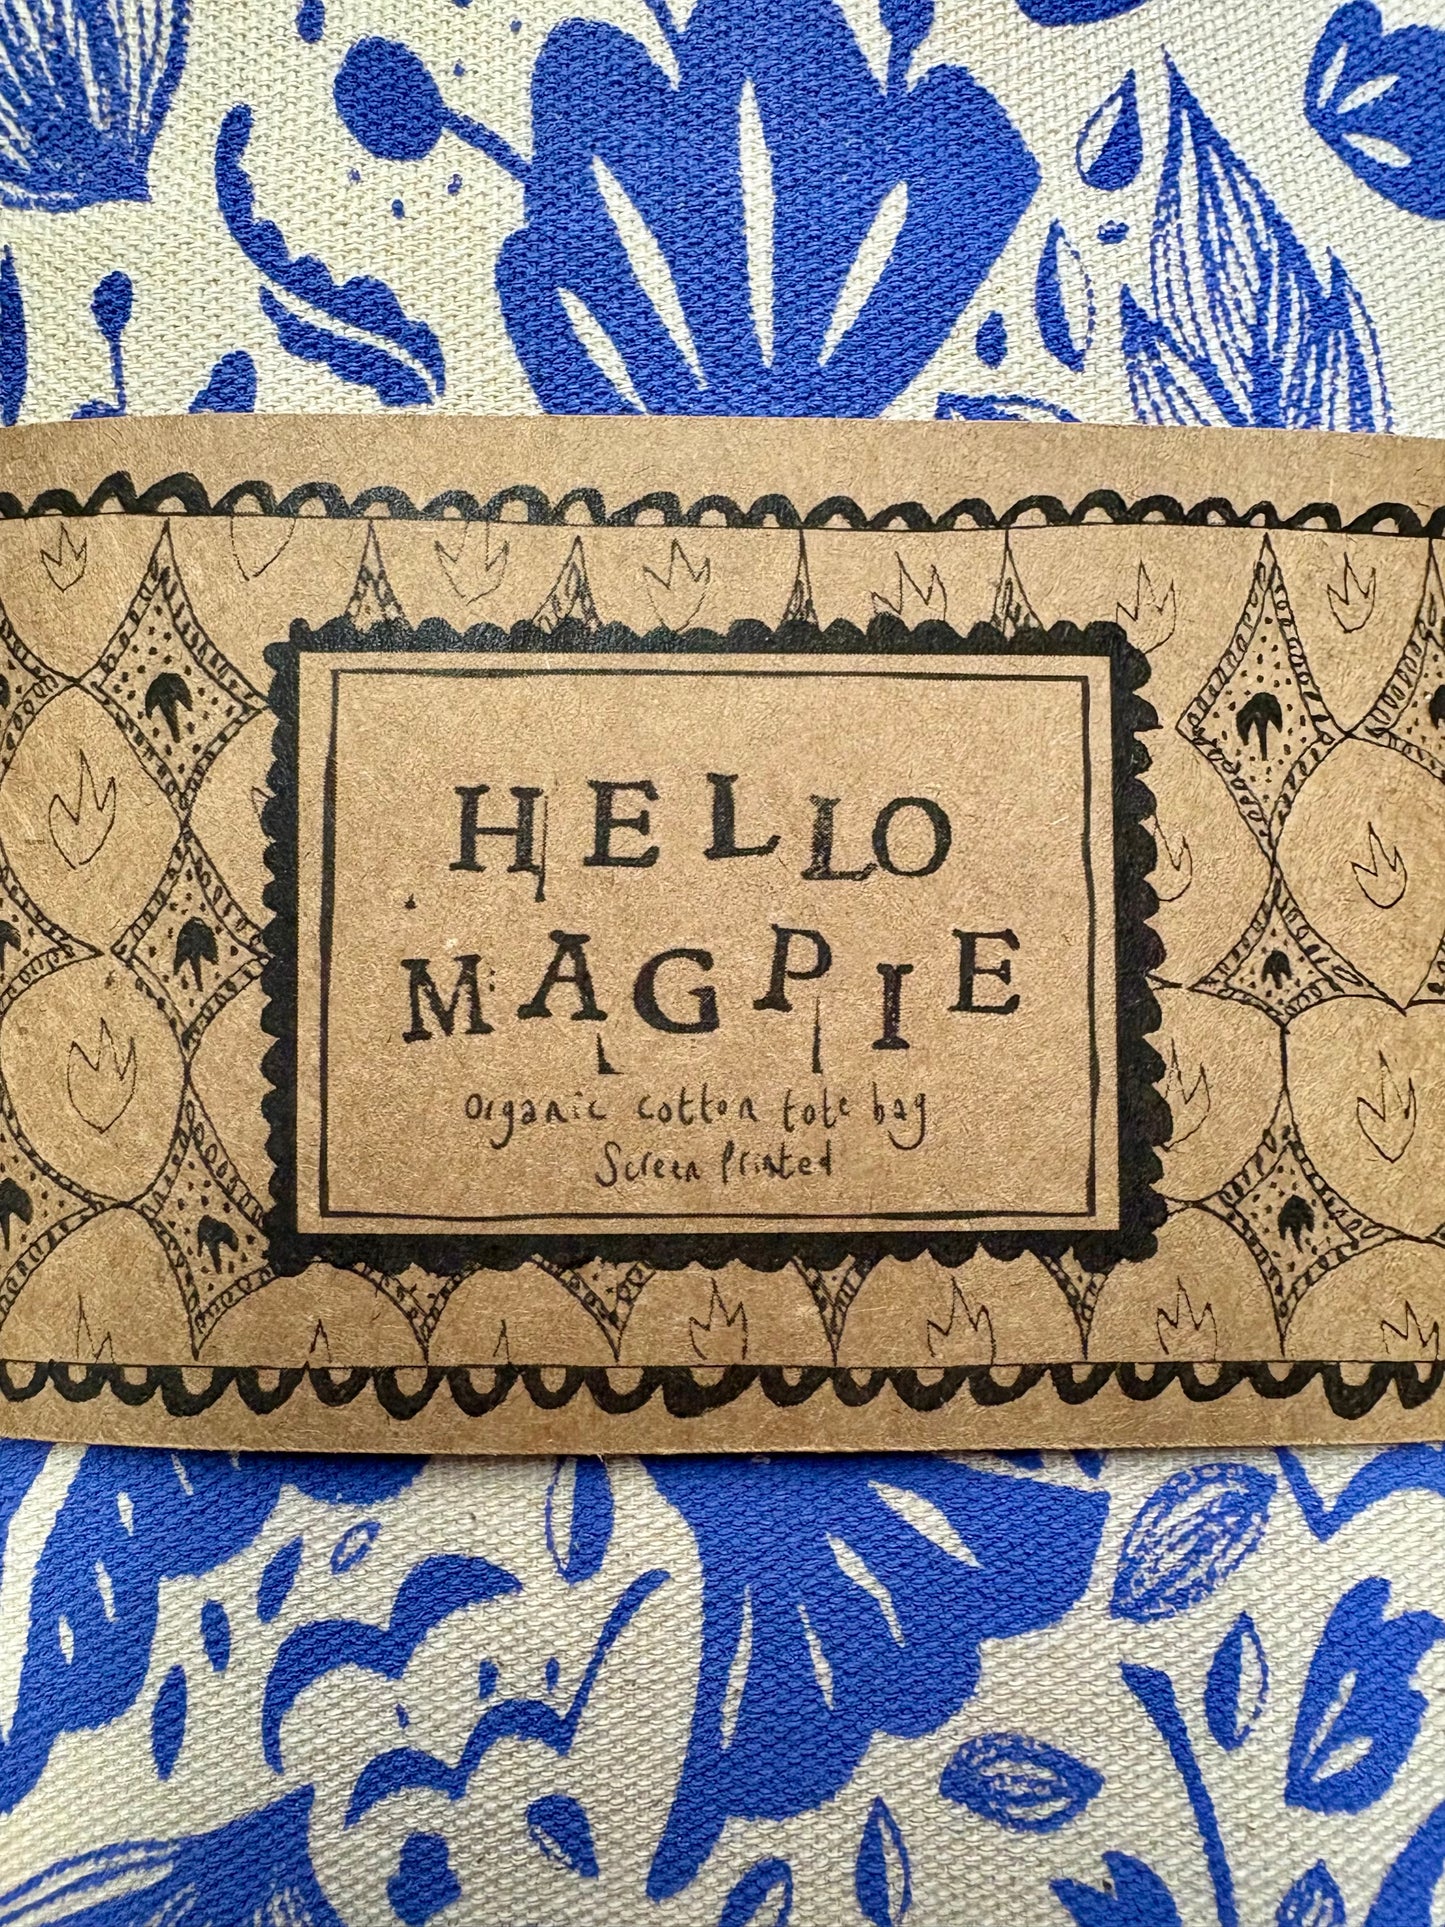 HELLO
MAGPIE
Organic cotton tote bag
Screen Printed